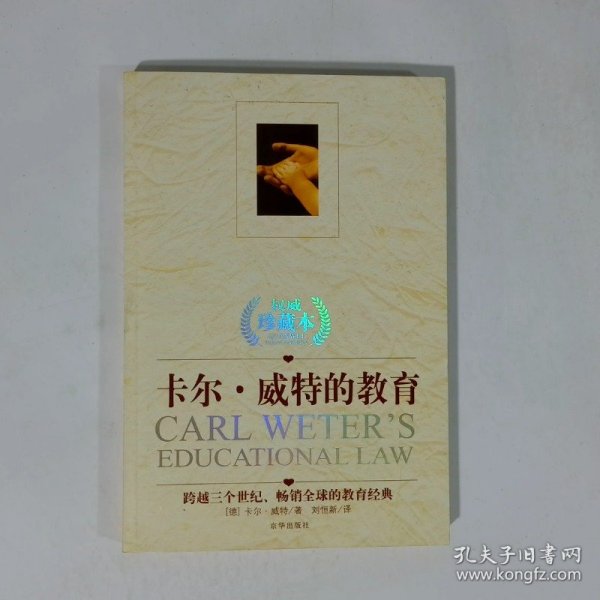 权威
珍藏本
卡尔·威特的教育
CARL WETER'S
EDUCATIONAL LAW
跨越三个世纪、畅销全球的教育经典
[德] 卡尔·威特/著 刘恒新/译
京华出版社
孔夫子旧书网
www.kongfz.com